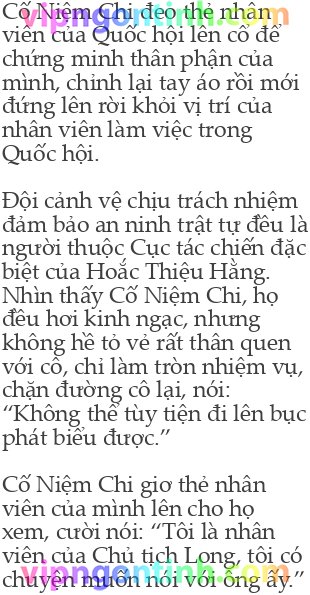 Cố Niệm Chi đeo thẻ nhân
vipngontinh.com
viên của Quốc hội lên cổ để
chứng minh thân phận của
mình, chỉnh lại tay áo rồi mới
đứng lên rời khỏi vị trí của
nhân viên làm việc trong
Quốc hội.
Đội cảnh vệ chịu trách nhiệm
đảm bảo an ninh trật tự đều là
người thuộc Cục tác chiến đặc
biệt của Hoắc Thiệu Hằng.
Nhìn thấy Cố Niệm Chi, họ
đều hơi kinh ngạc, nhưng
không hề tỏ vẻ rất thân quen
với cô, chỉ làm tròn nhiệm vụ,
chặn đường cô lại, nói:
“Không thể tùy tiện đi lên bục
phát biểu được.”
Cố Niệm Chi giơ thẻ nhân
viên của mình lên cho họ
xem, cười nói: “Tôi là nhân
viên của Chủ tịch Long, tôi có
vipngontinh.com
chuyện muốn nói với ông ấy.”